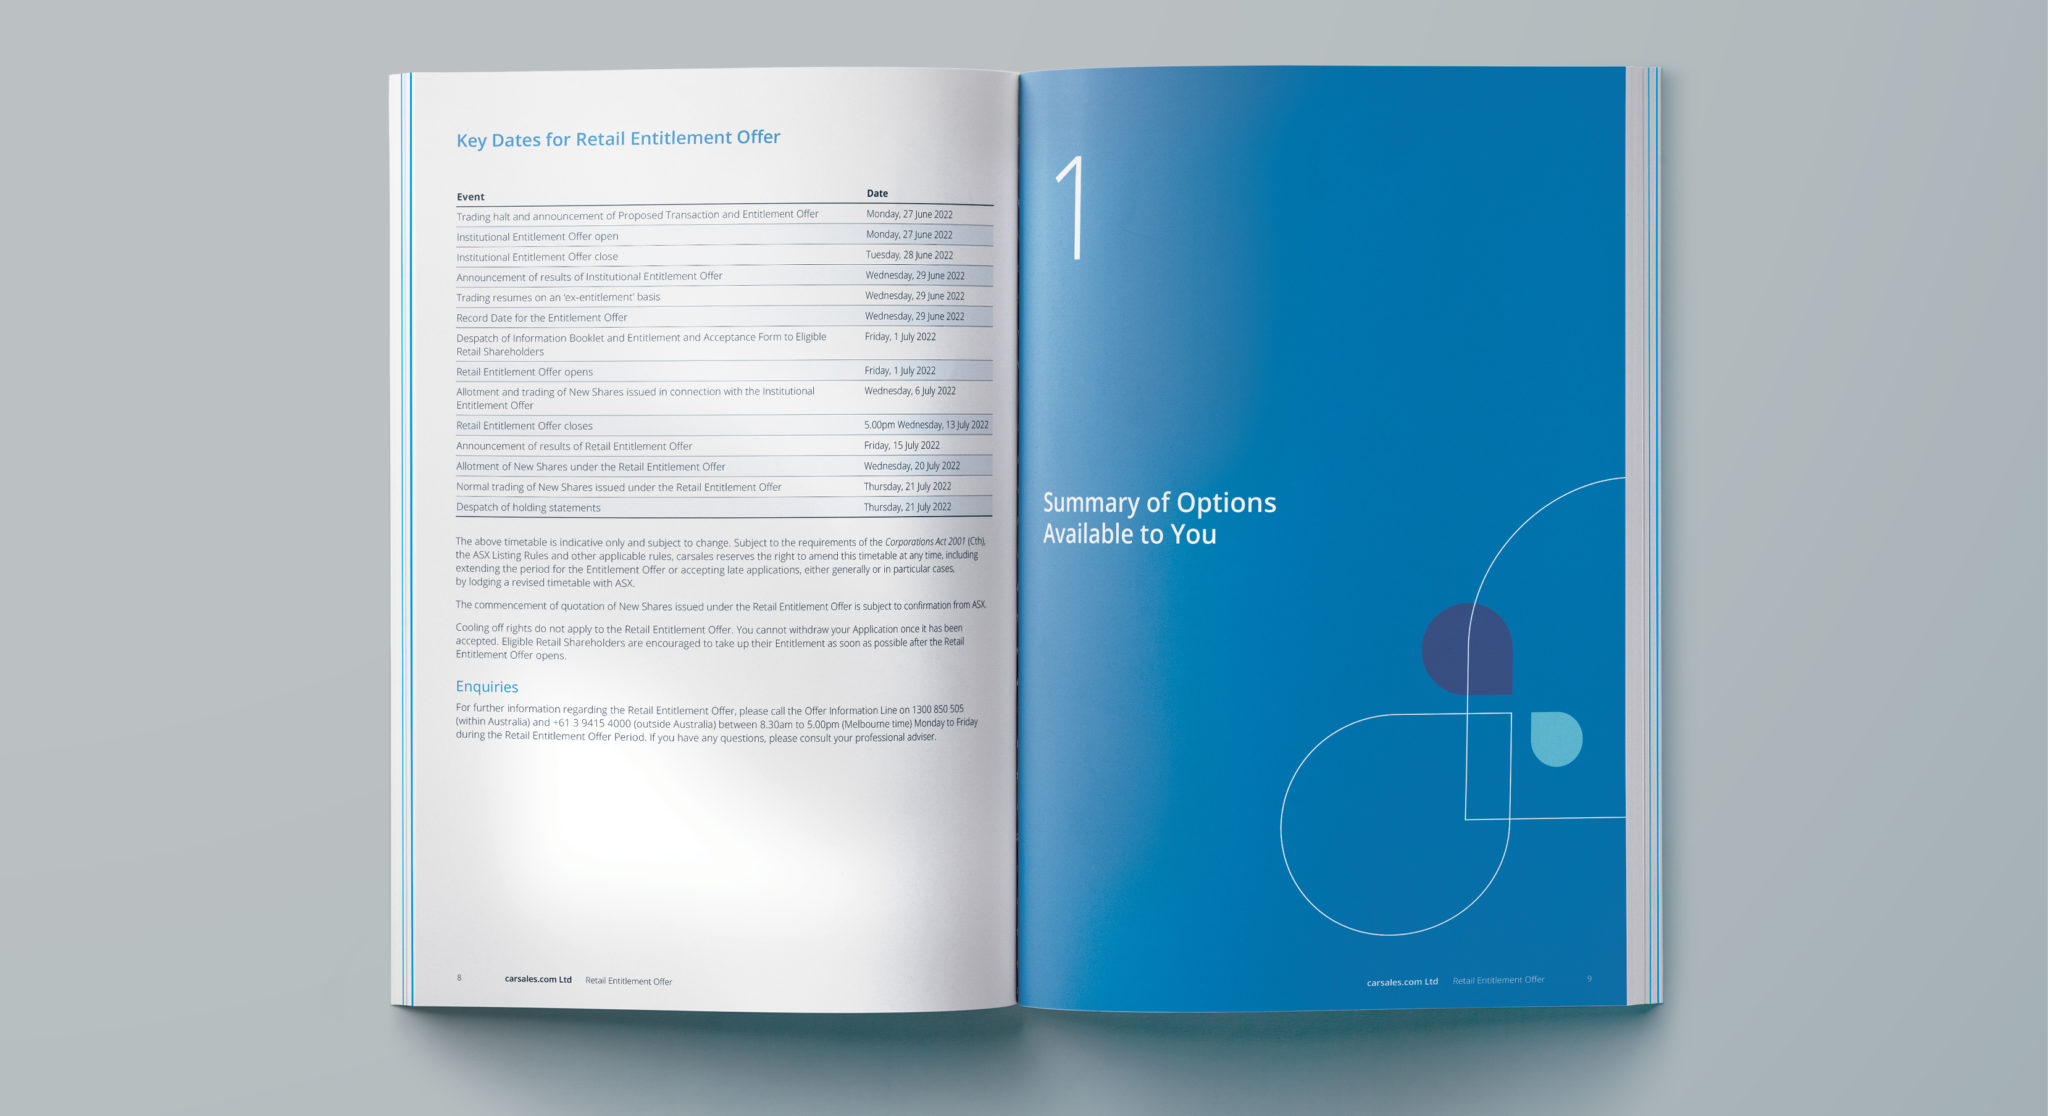 Key Dates for Retail Entitlement Offer
Event Date
Trading halt and announcement of Proposed Transaction and Entitlement Offer Monday, 27 June 2022
Institutional Entitlement Offer open Monday, 27 June 2022
Institutional Entitlement Offer close Tuesday, 28 June 2022
Announcement of results of Institutional Entitlement Offer Wednesday, 29 June 2022
Trading resumes on an ‘ex-entitlement’ basis Wednesday, 29 June 2022
Record Date for the Entitlement Offer Wednesday, 29 June 2022
Despatch of Information Booklet and Entitlement and Acceptance Form to Eligible Friday, 1 July 2022
Retail Shareholders
Retail Entitlement Offer opens Friday, 1 July 2022
Allotment and trading of New Shares issued in connection with the Institutional Wednesday, 6 July 2022
Entitlement Offer
Retail Entitlement Offer closes 5.00pm Wednesday, 13 July 2022
Announcement of results of Retail Entitlement Offer Friday, 15 July 2022
Allotment of New Shares under the Retail Entitlement Offer Wednesday, 20 July 2022
Normal trading of New Shares issued under the Retail Entitlement Offer Thursday, 21 July 2022
Despatch of holding statements Thursday, 21 July 2022
The above timetable is indicative only and subject to change. Subject to the requirements of the Corporations Act 2001 (Cth),
the ASX Listing Rules and other applicable rules, carsales reserves the right to amend this timetable at any time, including
extending the period for the Entitlement Offer or accepting late applications, either generally or in particular cases,
by lodging a revised timetable with ASX.
The commencement of quotation of New Shares issued under the Retail Entitlement Offer is subject to confirmation from ASX.
Cooling off rights do not apply to the Retail Entitlement Offer. You cannot withdraw your Application once it has been
accepted. Eligible Retail Shareholders are encouraged to take up their Entitlement as soon as possible after the Retail
Entitlement Offer opens.
Enquiries
For further information regarding the Retail Entitlement Offer, please call the Offer Information Line on 1300 850 505
(within Australia) and +61 3 9415 4000 (outside Australia) between 8.30am to 5.00pm (Melbourne time) Monday to Friday
during the Retail Entitlement Offer Period. If you have any questions, please consult your professional adviser.
8 carsales.com Ltd Retail Entitlement Offer
1
Summary of Options
Available to You
carsales.com Ltd Retail Entitlement Offer 9